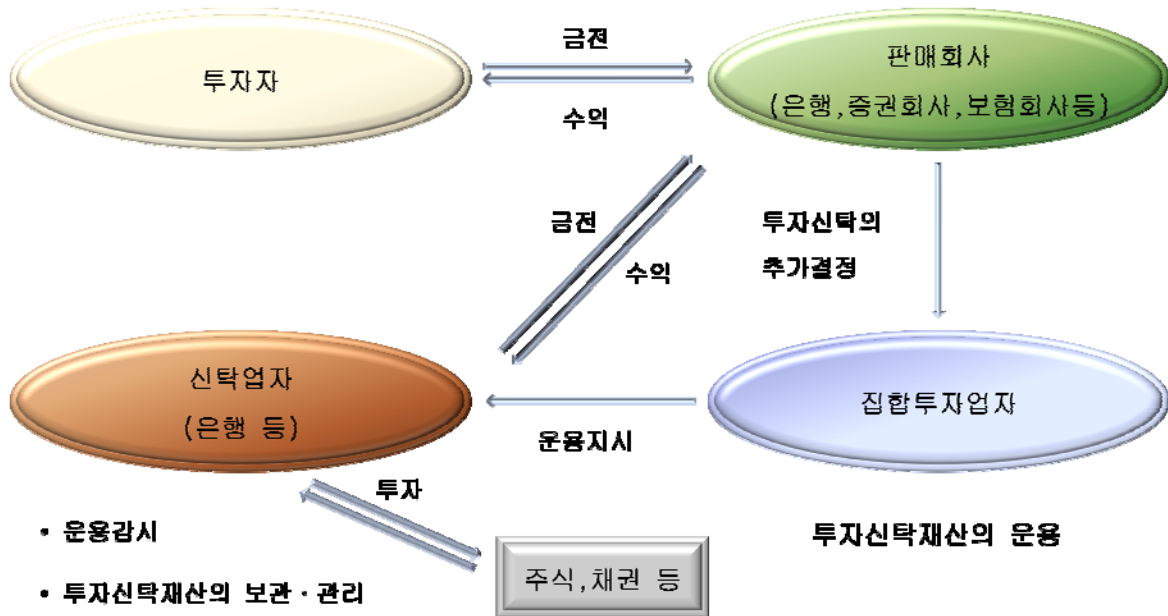 금전
투자자
판매회사
(은행,증권회사,보험회사등)
수익
금전
투자신탁의
수익
추가결정
신탁업자
(은행 등)
집합투자업자
운용지시
투자
• 운용감시
투자신탁재산의 운용
주식,채권 등
• 투자신탁재산의 보관·관리